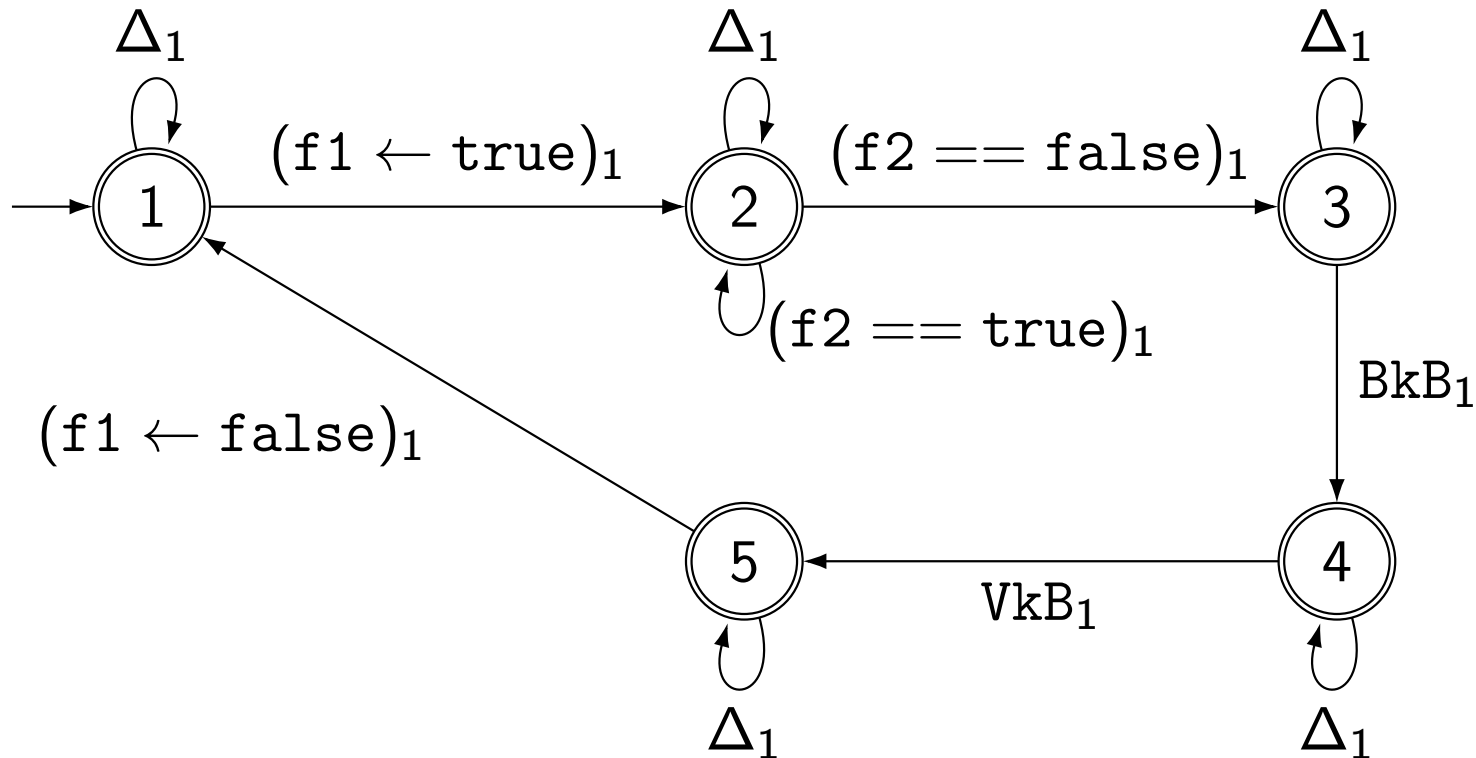 Δ₁ Δ₁ Δ₁
(f1 ← true)₁ (f2 == false)₁
1 2 3
(f2 == true)₁
BkB₁
(f1 ← false)₁
5 4
VkB₁
Δ₁ Δ₁